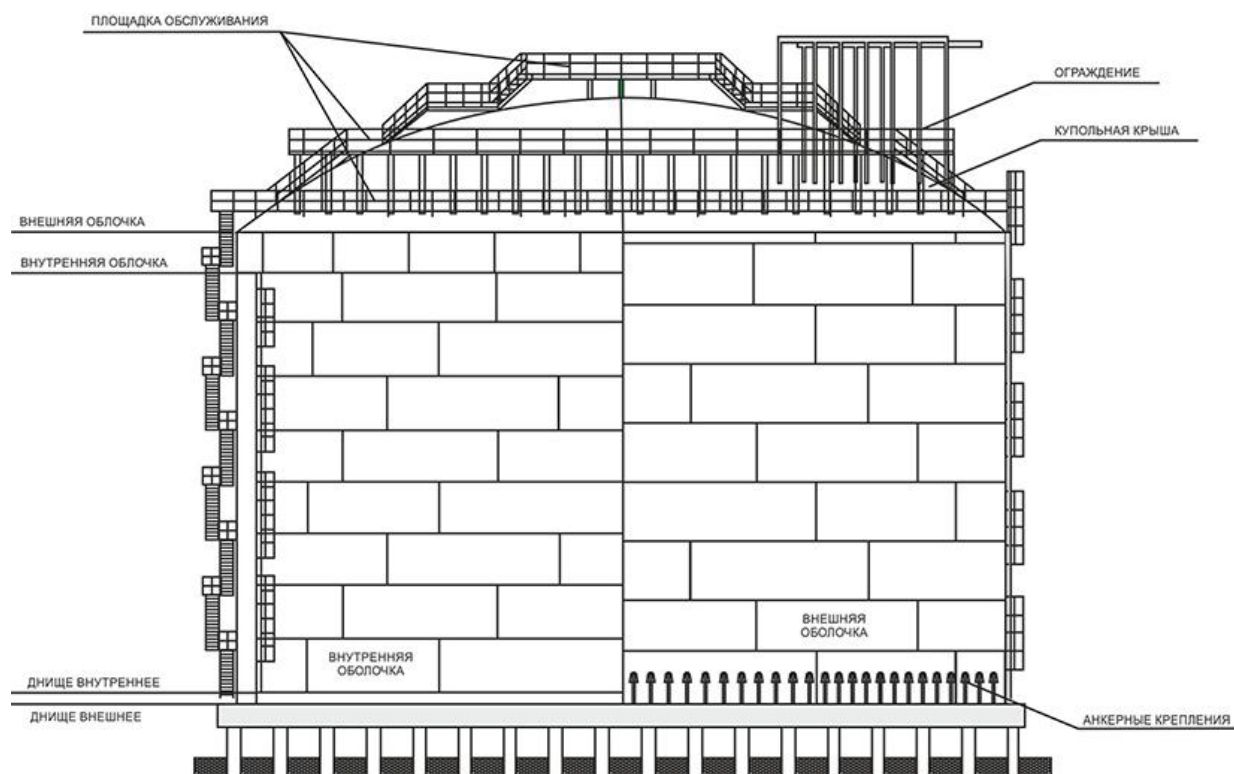 ПЛОЩАДКА ОБСЛУЖИВАНИЯ
ОГРАЖДЕНИЕ
КУПОЛЬНАЯ КРЫША
ВНЕШНЯЯ ОБЛОЧКА
ВНУТРЕННЯЯ ОБЛОЧКА
ВНЕШНЯЯ
ОБОЛОЧКА
ВНУТРЕННЯЯ
ОБОЛОЧКА
ДНИЩЕ ВНУТРЕННЕЕ
ДНИЩЕ ВНЕШНЕЕ
АНКЕРНЫЕ КРЕПЛЕНИЯ